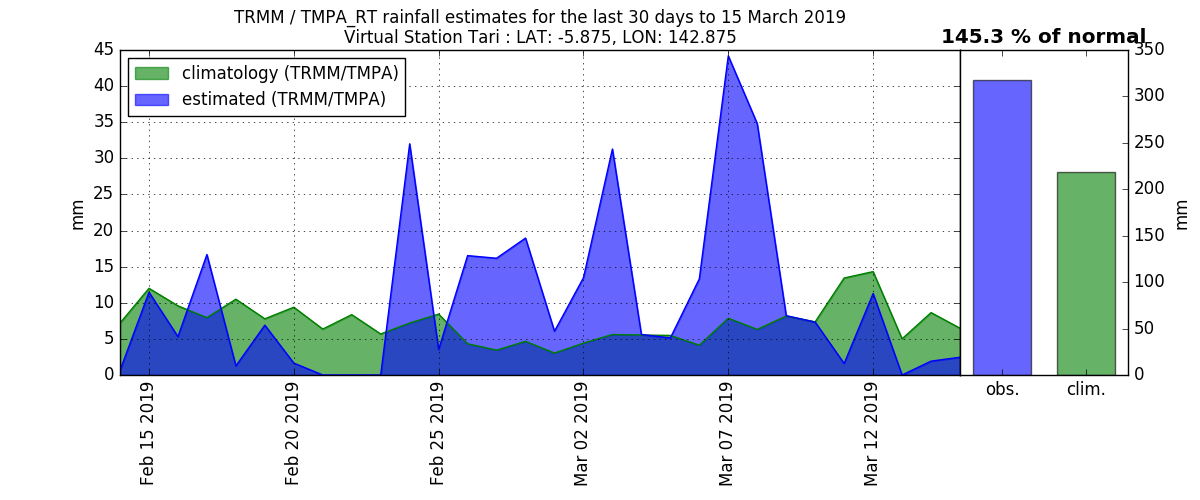 TRMM / TMPA_RT rainfall estimates for the last 30 days to 15 March 2019
Virtual Station Tari : LAT: -5.875, LON: 142.875
145.3 % of normal
climatology (TRMM/TMPA)
estimated (TRMM/TMPA)
mm
45
40
35
30
25
20
15
10
5
0
Feb 15 2019
Feb 20 2019
Feb 25 2019
Mar 02 2019
Mar 07 2019
Mar 12 2019
350
300
250
200
150
100
50
0
mm
obs.
clim.